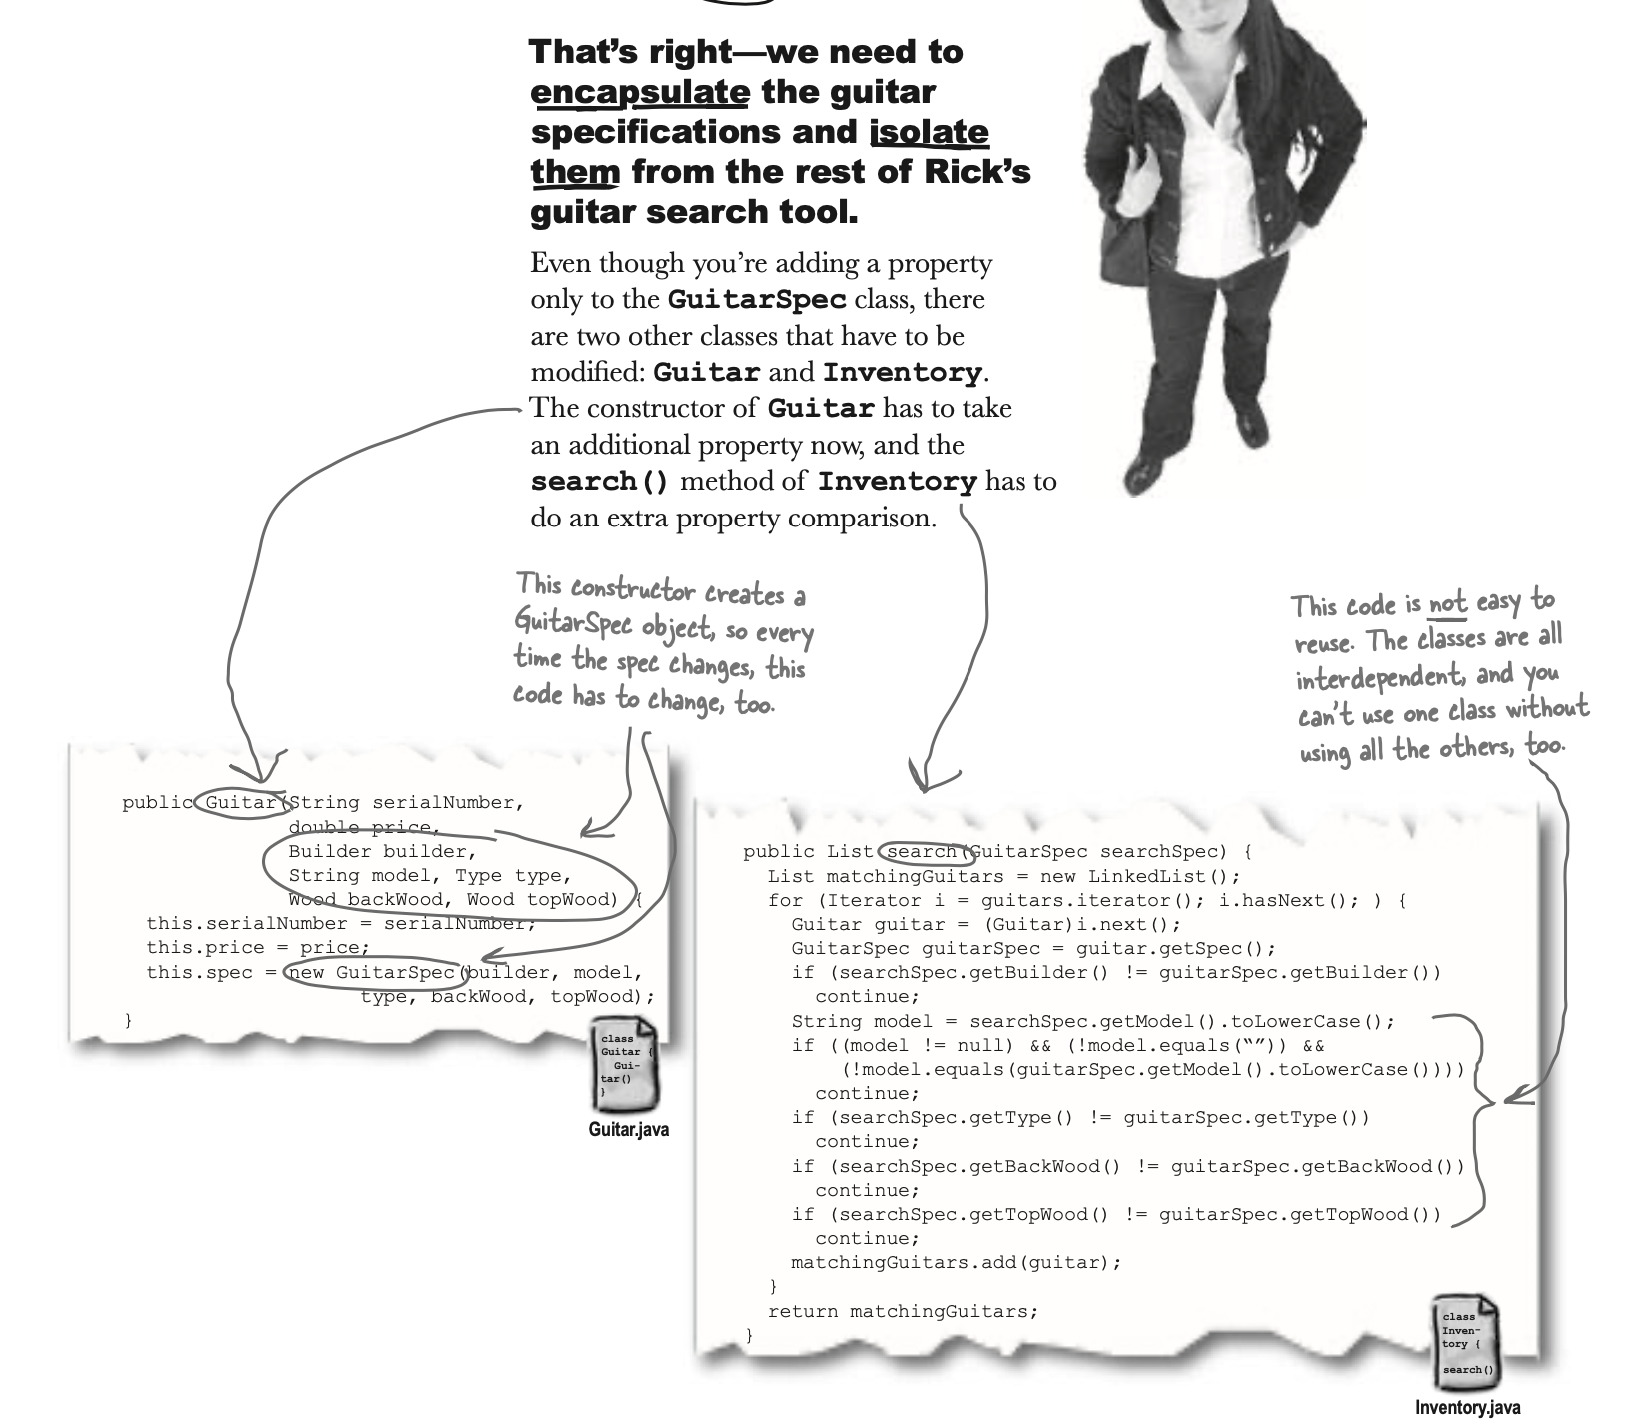 That's right—we need to
encapsulate the guitar
specifications and isolate
them from the rest of Rick's
guitar search tool.
Even though you're adding a property
only to the GuitarSpec class, there
are two other classes that have to be
modified: Guitar and Inventory.
The constructor of Guitar has to take
an additional property now, and the
search() method of Inventory has to
do an extra property comparison.
This constructor creates a
GuitarSpec object, so every
time the spec changes, this
code has to change, too.
This code is not easy to
reuse. The classes are all
interdependent, and you
can't use one class without
using all the others, too.
public Guitar(String serialNumber,
double price,
Builder builder,
String model, Type type,
Wood backWood, Wood topWood) {
this.serialNumber = serialNumber;
this.price = price;
this.spec = new GuitarSpec(builder, model,
type, backWood, topWood);
}
class
Guitar {
Gui-
tar()
}
Guitar.java
public List search(GuitarSpec searchSpec) {
List matchingGuitars = new LinkedList();
for (Iterator i = guitars.iterator(); i.hasNext(); ) {
Guitar guitar = (Guitar)i.next();
GuitarSpec guitarSpec = guitar.getSpec();
if (searchSpec.getBuilder() != guitarSpec.getBuilder())
continue;
String model = searchSpec.getModel().toLowerCase();
if ((model != null) && (!model.equals(“”)) &&
(!model.equals(guitarSpec.getModel().toLowerCase())))
continue;
if (searchSpec.getType() != guitarSpec.getType())
continue;
if (searchSpec.getBackWood() != guitarSpec.getBackWood())
continue;
if (searchSpec.getTopWood() != guitarSpec.getTopWood())
continue;
matchingGuitars.add(guitar);
}
return matchingGuitars;
}
class
Inven-
tory {
search()
Inventory.java